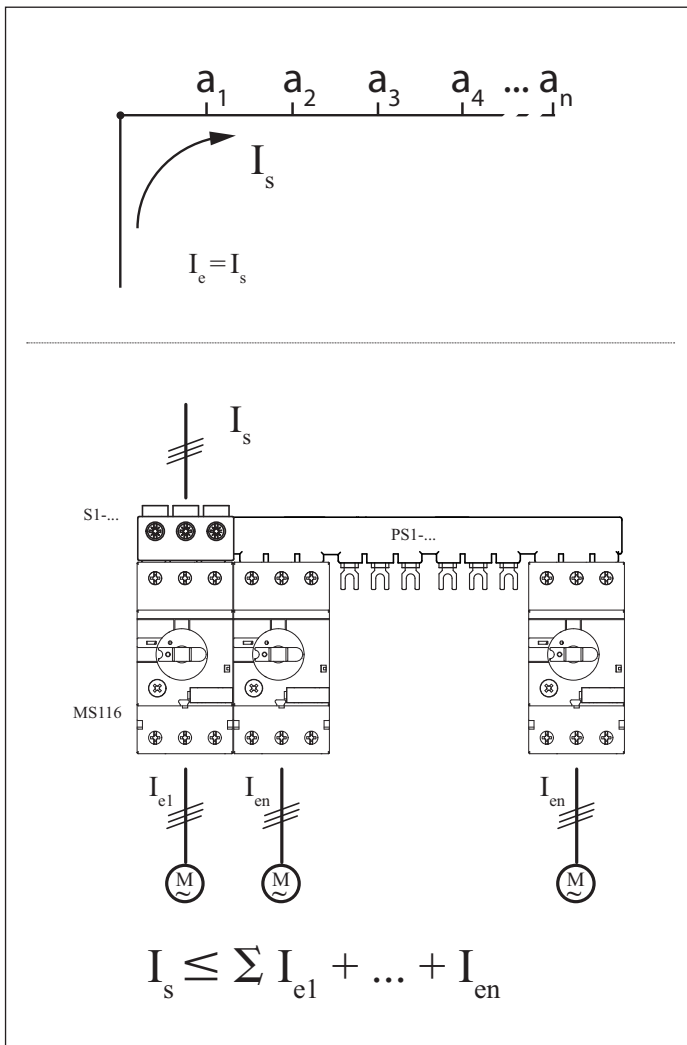 a1 a2 a3 a4 ... an
Is
Ie = Is
Is
S1-...
PS1-...
MS116
Ie1 Ien Ien
M M M
~ ~ ~
Is ≤ Σ Ie1 + ... + Ien